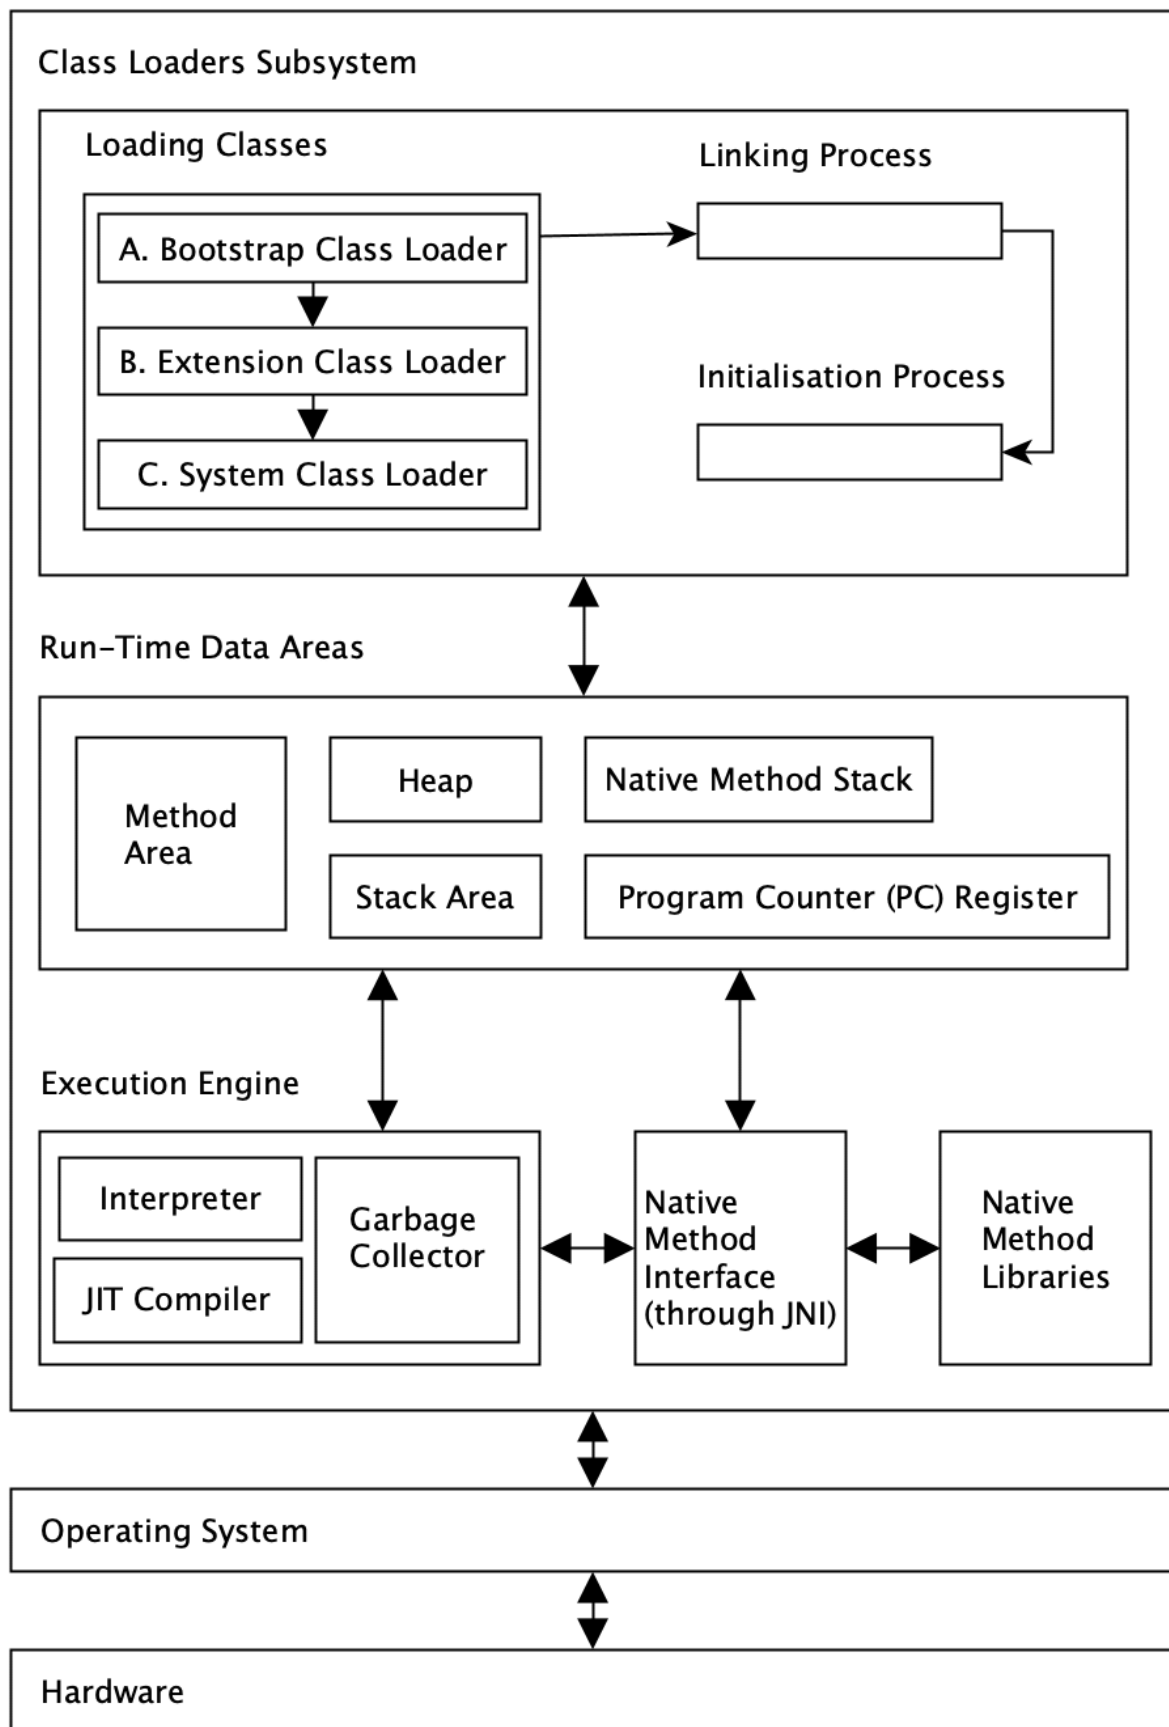 Class Loaders Subsystem
Loading Classes
A. Bootstrap Class Loader
B. Extension Class Loader
C. System Class Loader
Linking Process
Initialisation Process
Run-Time Data Areas
Method
Area
Heap
Stack Area
Native Method Stack
Program Counter (PC) Register
Execution Engine
Interpreter
JIT Compiler
Garbage
Collector
Native
Method
Interface
(through JNI)
Native
Method
Libraries
Operating System
Hardware